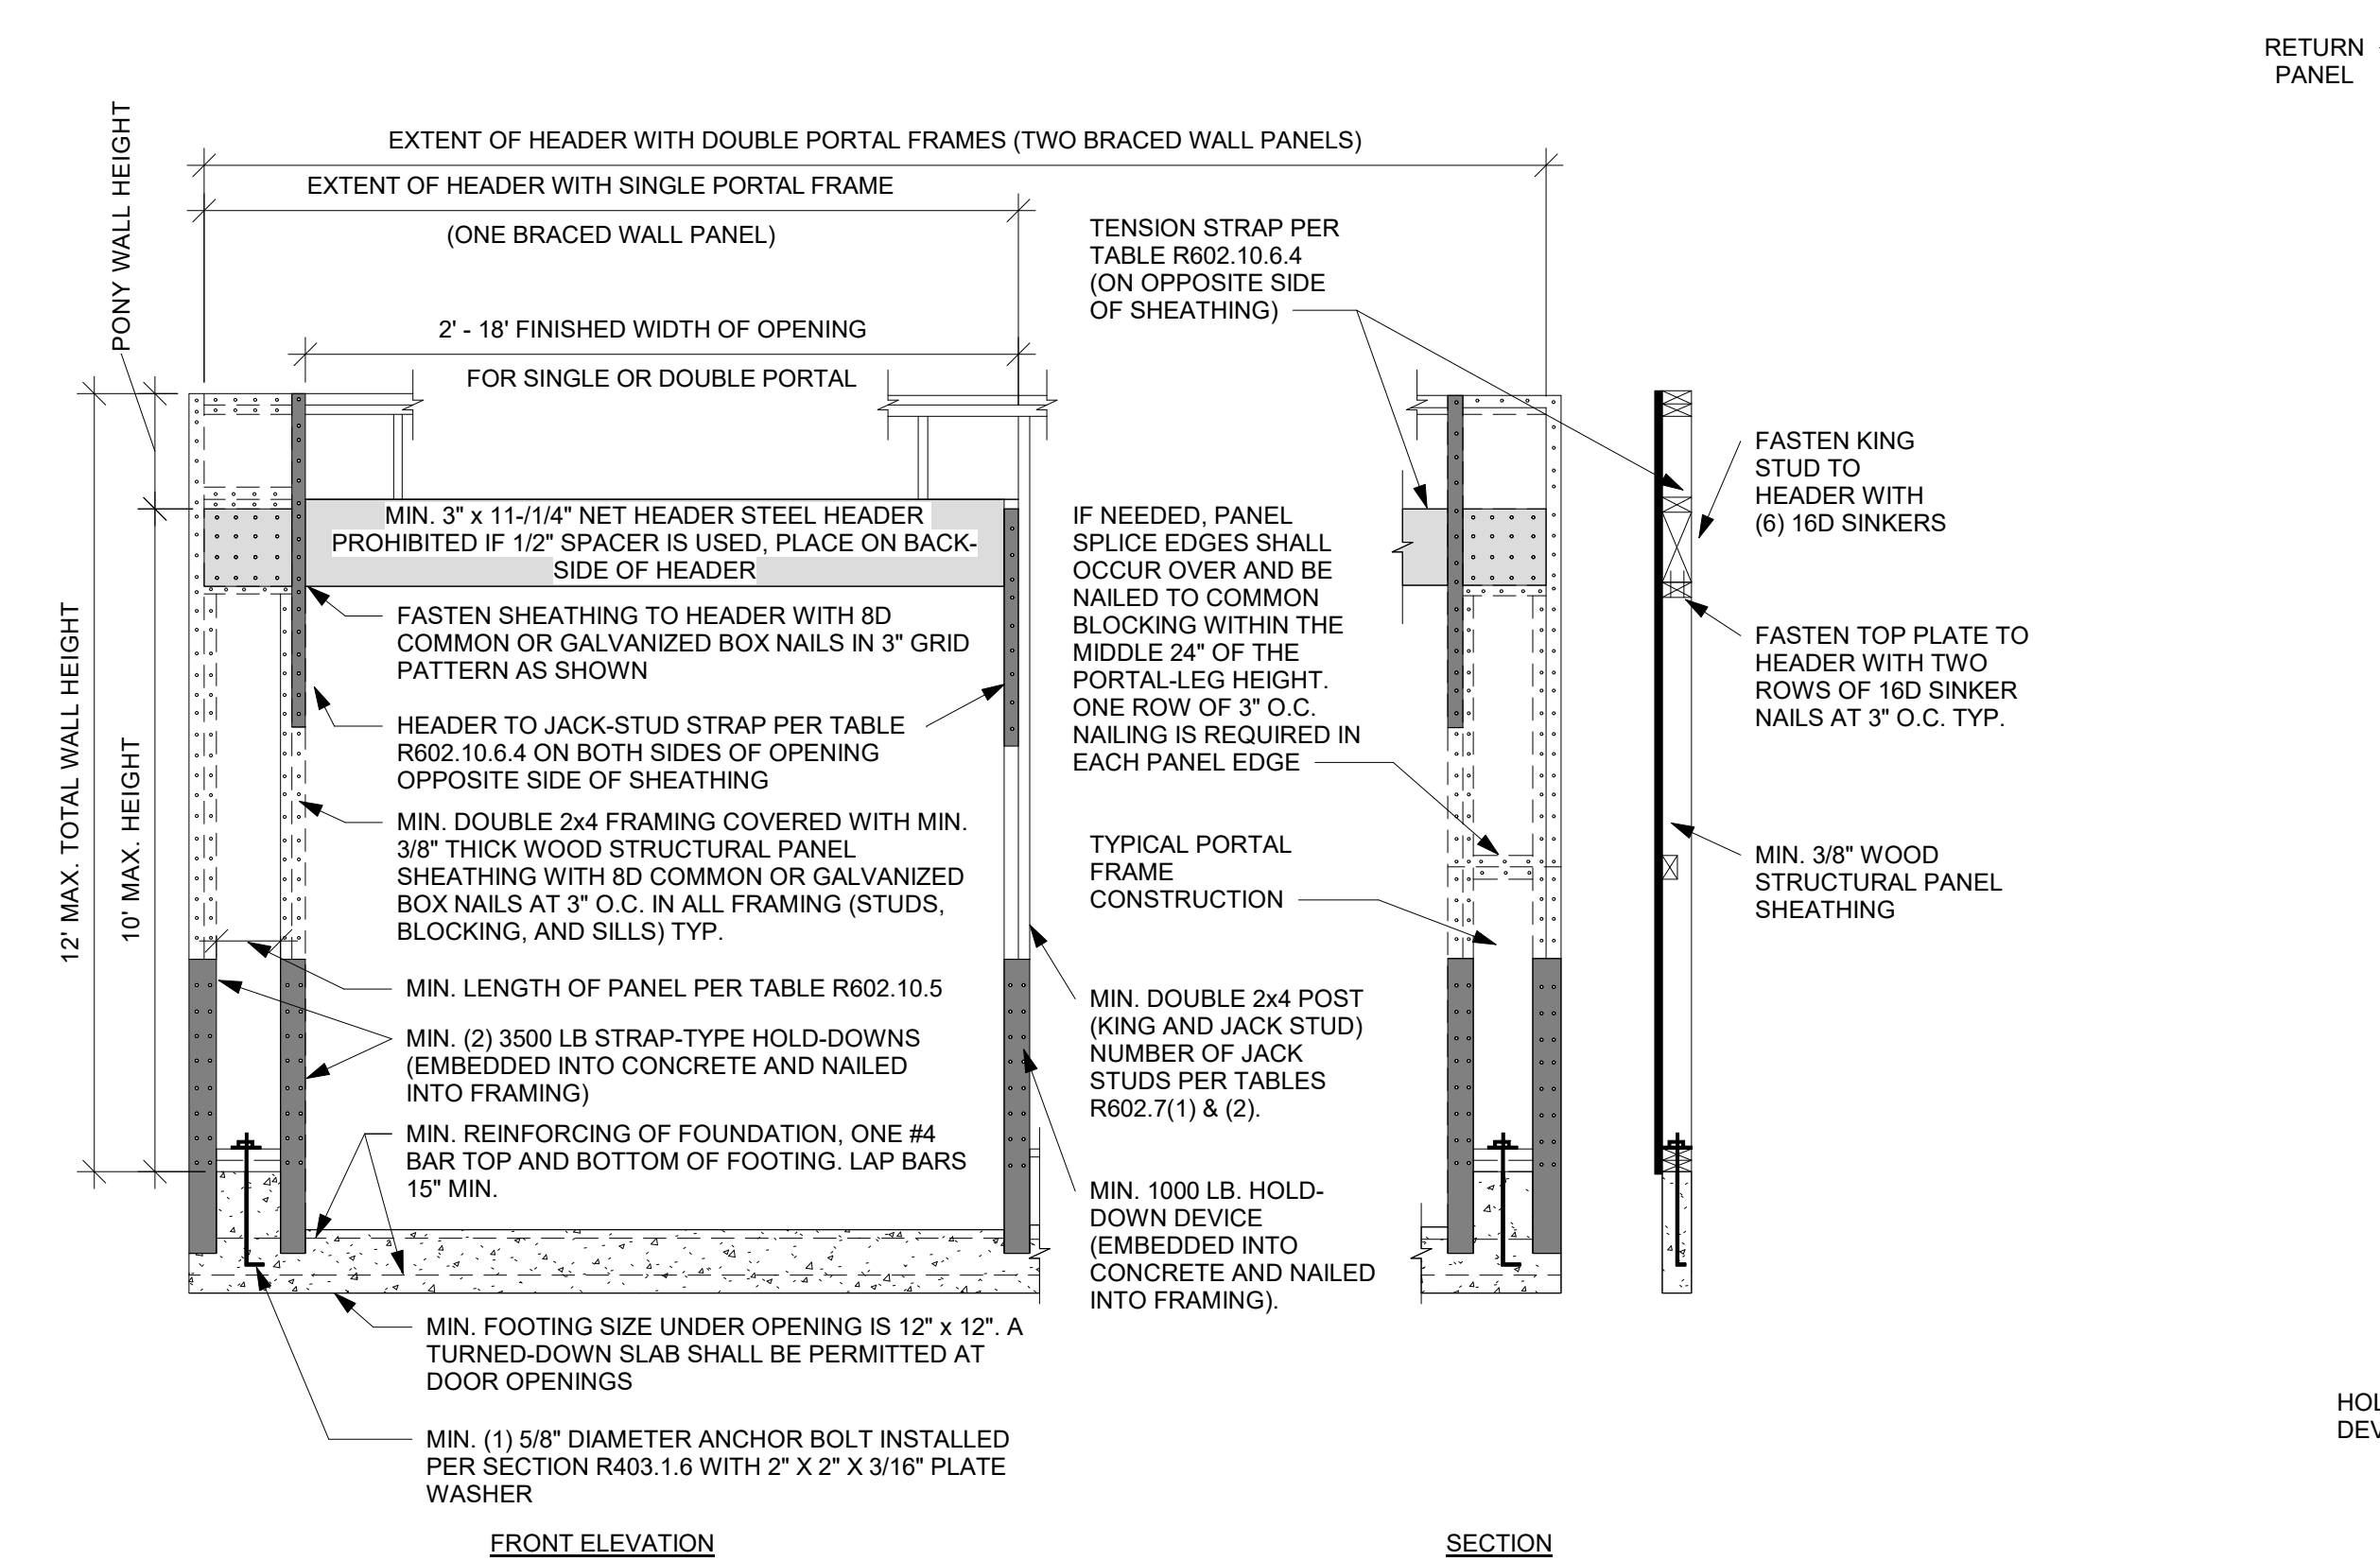 RETURN
PANEL
PONY WALL HEIGHT
EXTENT OF HEADER WITH DOUBLE PORTAL FRAMES (TWO BRACED WALL PANELS)
EXTENT OF HEADER WITH SINGLE PORTAL FRAME
(ONE BRACED WALL PANEL)
2' - 18' FINISHED WIDTH OF OPENING
FOR SINGLE OR DOUBLE PORTAL
TENSION STRAP PER
TABLE R602.10.6.4
(ON OPPOSITE SIDE
OF SHEATHING)
12' MAX. TOTAL WALL HEIGHT
10' MAX. HEIGHT
MIN. 3" x 11-/1/4" NET HEADER STEEL HEADER
PROHIBITED IF 1/2" SPACER IS USED, PLACE ON BACK-
SIDE OF HEADER
FASTEN SHEATHING TO HEADER WITH 8D
COMMON OR GALVANIZED BOX NAILS IN 3" GRID
PATTERN AS SHOWN
HEADER TO JACK-STUD STRAP PER TABLE
R602.10.6.4 ON BOTH SIDES OF OPENING
OPPOSITE SIDE OF SHEATHING
MIN. DOUBLE 2x4 FRAMING COVERED WITH MIN.
3/8" THICK WOOD STRUCTURAL PANEL
SHEATHING WITH 8D COMMON OR GALVANIZED
BOX NAILS AT 3" O.C. IN ALL FRAMING (STUDS,
BLOCKING, AND SILLS) TYP.
MIN. LENGTH OF PANEL PER TABLE R602.10.5
MIN. (2) 3500 LB STRAP-TYPE HOLD-DOWNS
(EMBEDDED INTO CONCRETE AND NAILED
INTO FRAMING)
MIN. REINFORCING OF FOUNDATION, ONE #4
BAR TOP AND BOTTOM OF FOOTING. LAP BARS
15" MIN.
MIN. FOOTING SIZE UNDER OPENING IS 12" x 12". A
TURNED-DOWN SLAB SHALL BE PERMITTED AT
DOOR OPENINGS
MIN. (1) 5/8" DIAMETER ANCHOR BOLT INSTALLED
PER SECTION R403.1.6 WITH 2" X 2" X 3/16" PLATE
WASHER
FRONT ELEVATION
IF NEEDED, PANEL
SPLICE EDGES SHALL
OCCUR OVER AND BE
NAILED TO COMMON
BLOCKING WITHIN THE
MIDDLE 24" OF THE
PORTAL-LEG HEIGHT.
ONE ROW OF 3" O.C.
NAILING IS REQUIRED IN
EACH PANEL EDGE
TYPICAL PORTAL
FRAME
CONSTRUCTION
MIN. DOUBLE 2x4 POST
(KING AND JACK STUD)
NUMBER OF JACK
STUDS PER TABLES
R602.7(1) & (2).
MIN. 1000 LB. HOLD-
DOWN DEVICE
(EMBEDDED INTO
CONCRETE AND NAILED
INTO FRAMING).
FASTEN KING
STUD TO
HEADER WITH
(6) 16D SINKERS
FASTEN TOP PLATE TO
HEADER WITH TWO
ROWS OF 16D SINKER
NAILS AT 3" O.C. TYP.
MIN. 3/8" WOOD
STRUCTURAL PANEL
SHEATHING
SECTION